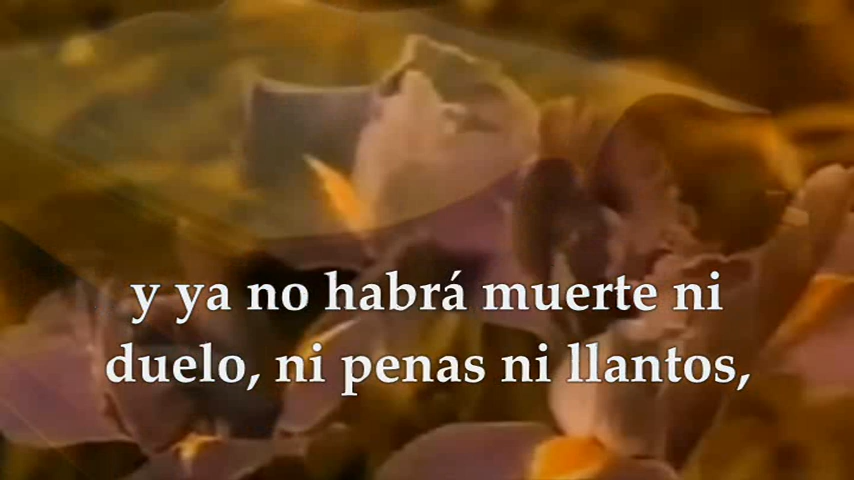 y ya no habrá muerte ni
duelo, ni penas ni llantos,